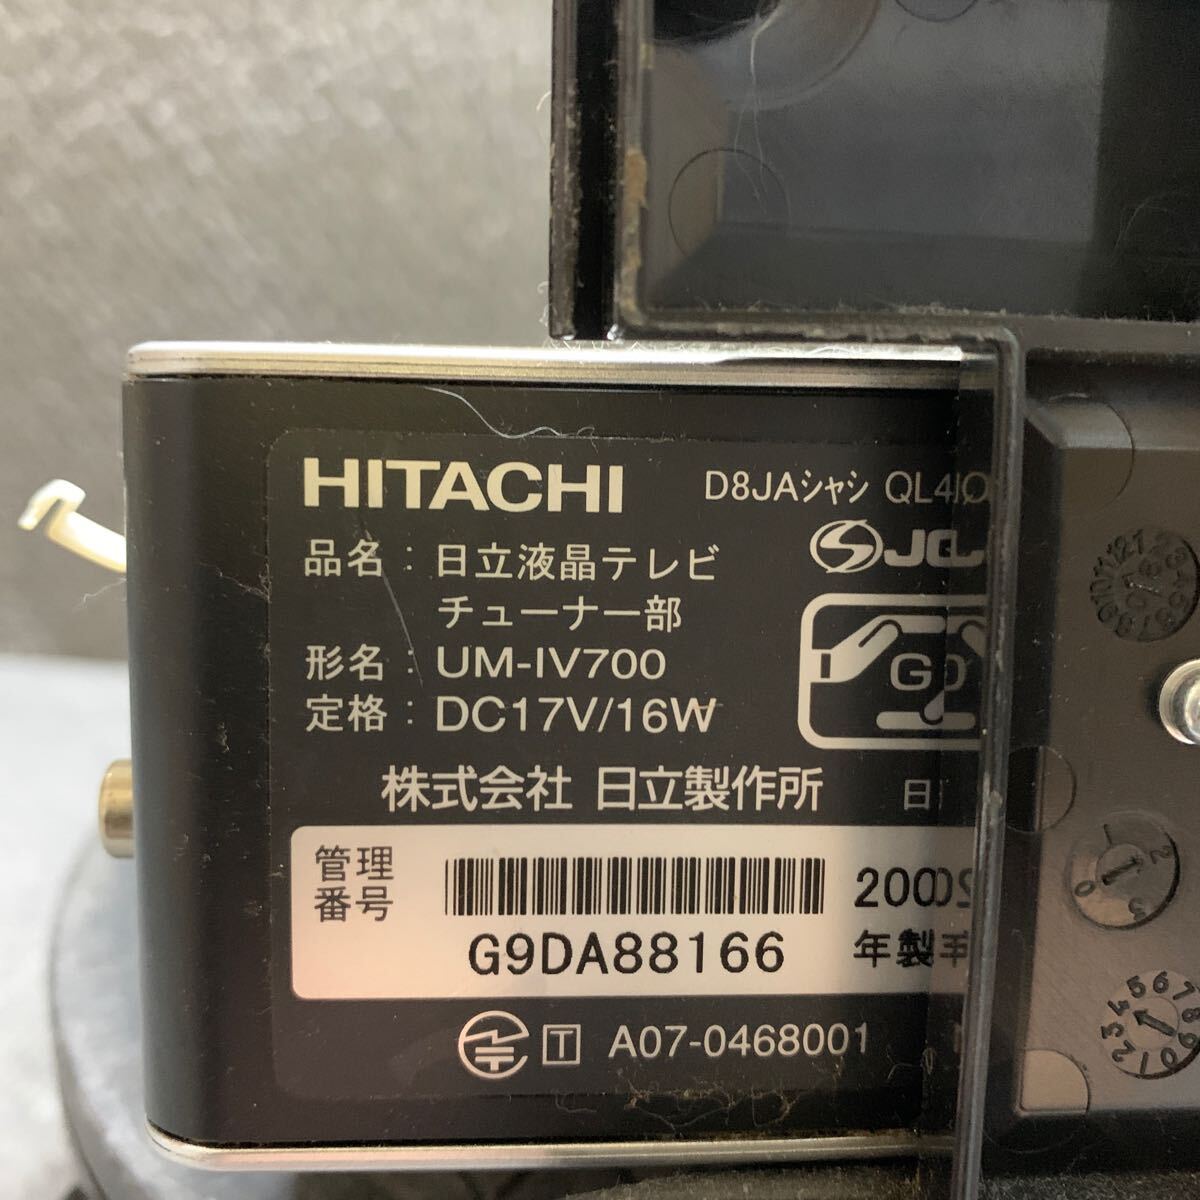 HITACHI
D8JAシャシ
品名：日立液晶テレビ
チューナー部
形名：UM-IV700
定格：DC17V/16W
株式会社 日立製作所
管理
番号
G9DA88166
年製
T A07-0468001